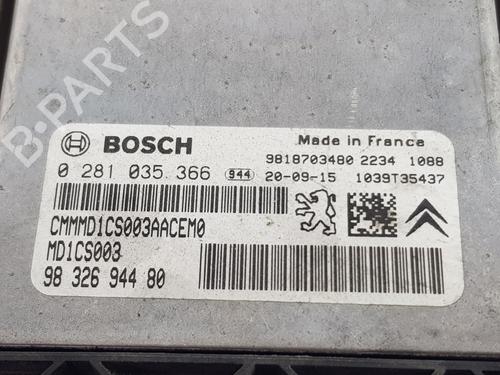 B-PARTS
BOSCH
Made in France
0 281 035 366 944
9818703480 2234 1088
20-09-15 1039T35437
CMMMD1CS003AACEM0
MD1CS003
98 326 944 80